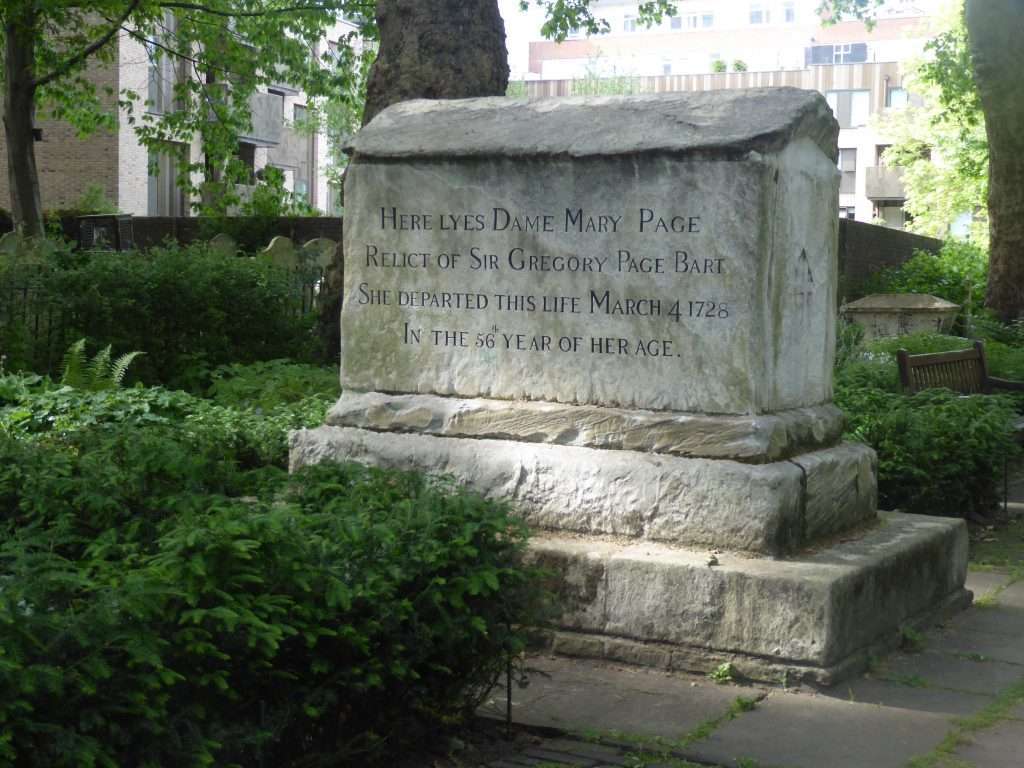 HERE LYES DAME MARY PAGE
RELICT OF SIR GREGORY PAGE BART
SHE DEPARTED THIS LIFE MARCH 4 1728
IN THE 56th YEAR OF HER AGE.